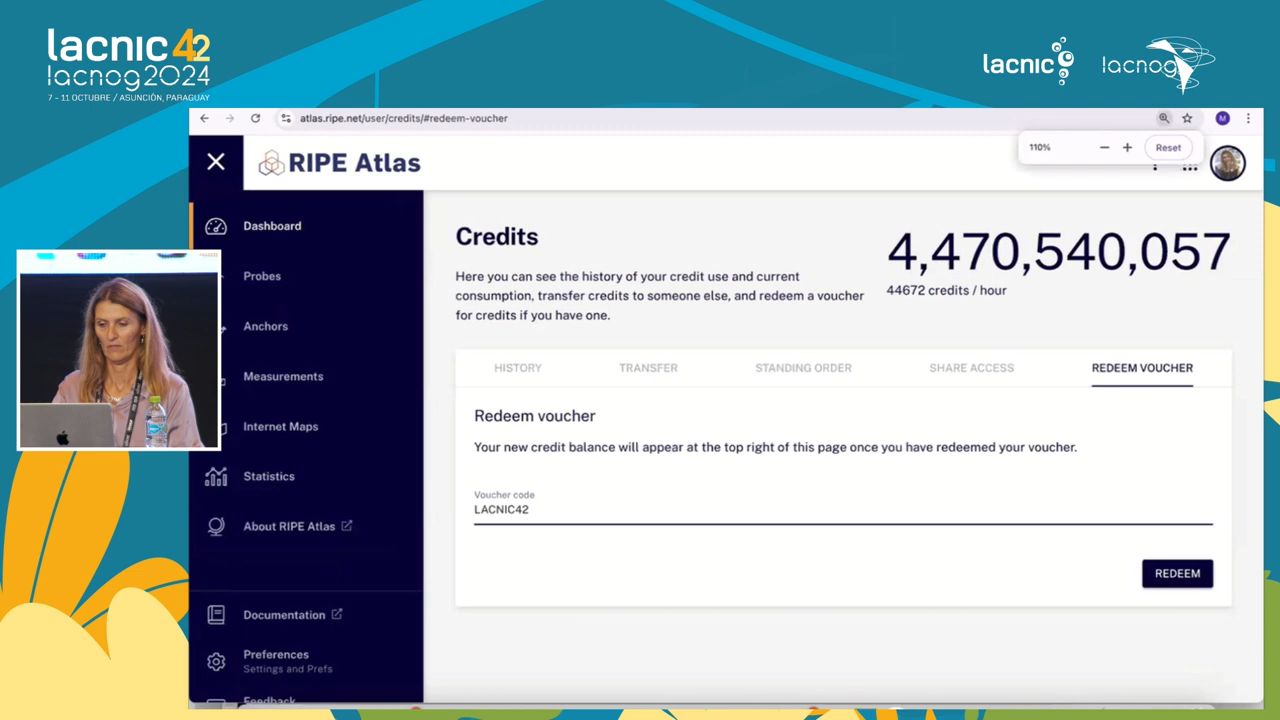 lacnic 42
lacnog2024
7 - 11 OCTUBRE / ASUNCIÓN, PARAGUAY
lacnic
lacnog
atlas.ripe.net/user/credits/#redeem-voucher
M
110%
Reset
RIPE Atlas
Dashboard
Probes
Anchors
Measurements
Internet Maps
Statistics
About RIPE Atlas
Documentation
Preferences
Settings and Prefs
Feedback
Credits
4,470,540,057
44672 credits / hour
Here you can see the history of your credit use and current
consumption, transfer credits to someone else, and redeem a voucher
for credits if you have one.
HISTORY TRANSFER STANDING ORDER SHARE ACCESS REDEEM VOUCHER
Redeem voucher
Your new credit balance will appear at the top right of this page once you have redeemed your voucher.
Voucher code
LACNIC42
REDEEM